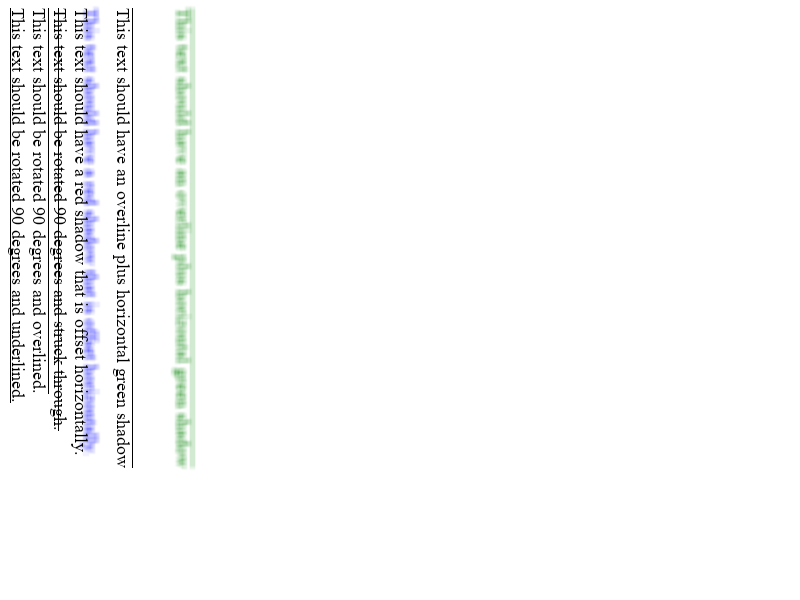 This text should have an overline plus horizontal green shadow
This text should have a red shadow that is offset horizontally.
This text should be rotated 90 degrees and struck through.
This text should be rotated 90 degrees and overlined.
This text should be rotated 90 degrees and underlined.